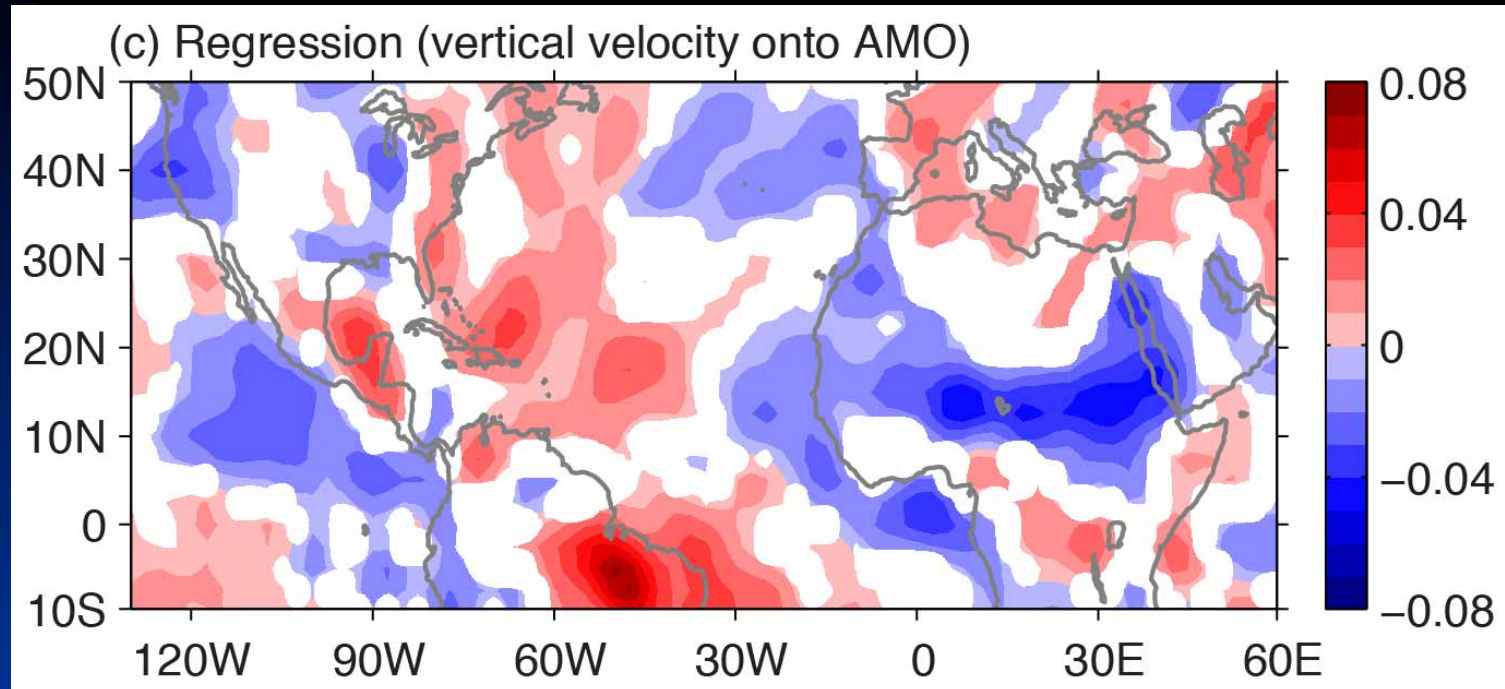 (c) Regression (vertical velocity onto AMO)
50N
40N
30N
20N
10N
0
10S
120W 90W 60W 30W 0 30E 60E
0.08
0.04
0
−0.04
−0.08